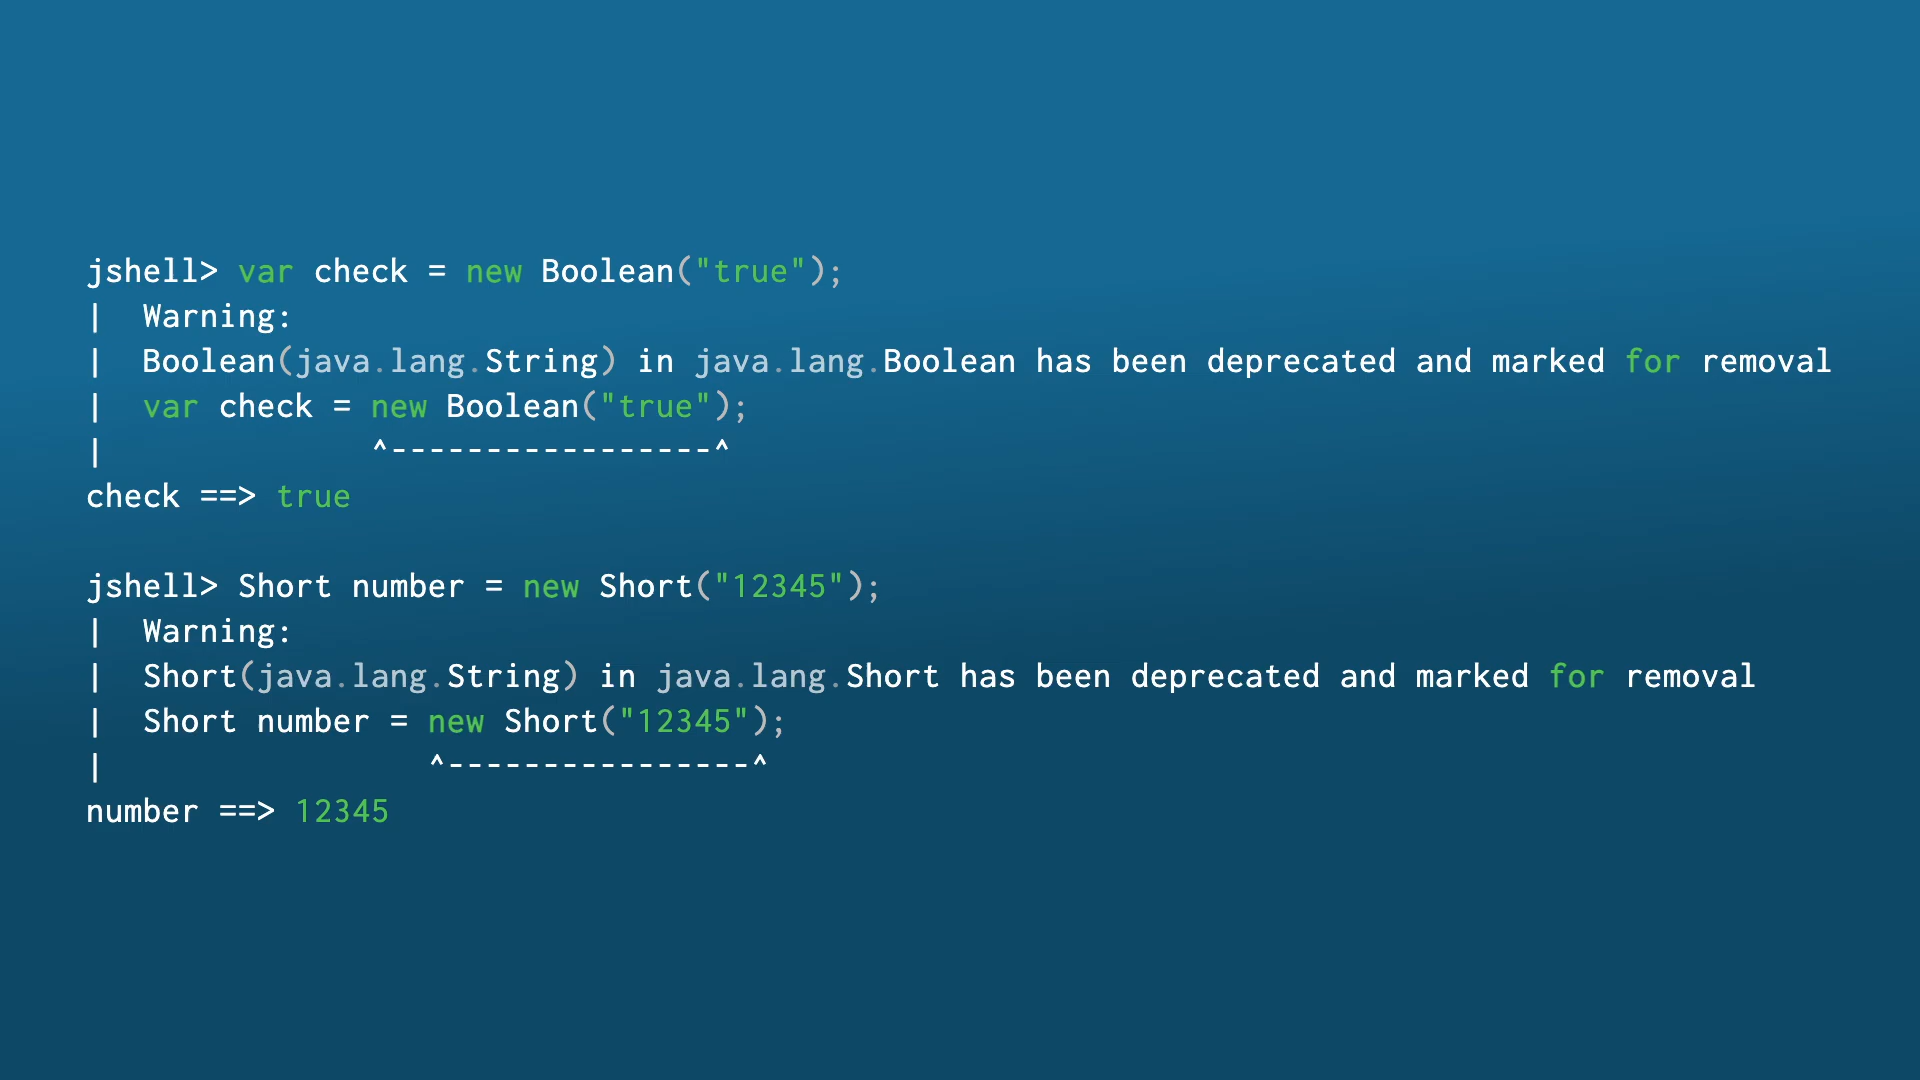 jshell> var check = new Boolean("true");
|  Warning:
|  Boolean(java.lang.String) in java.lang.Boolean has been deprecated and marked for removal
|  var check = new Boolean("true");
|              ^-----------------^
check ==> true

jshell> Short number = new Short("12345");
|  Warning:
|  Short(java.lang.String) in java.lang.Short has been deprecated and marked for removal
|  Short number = new Short("12345");
|                 ^----------------^
number ==> 12345